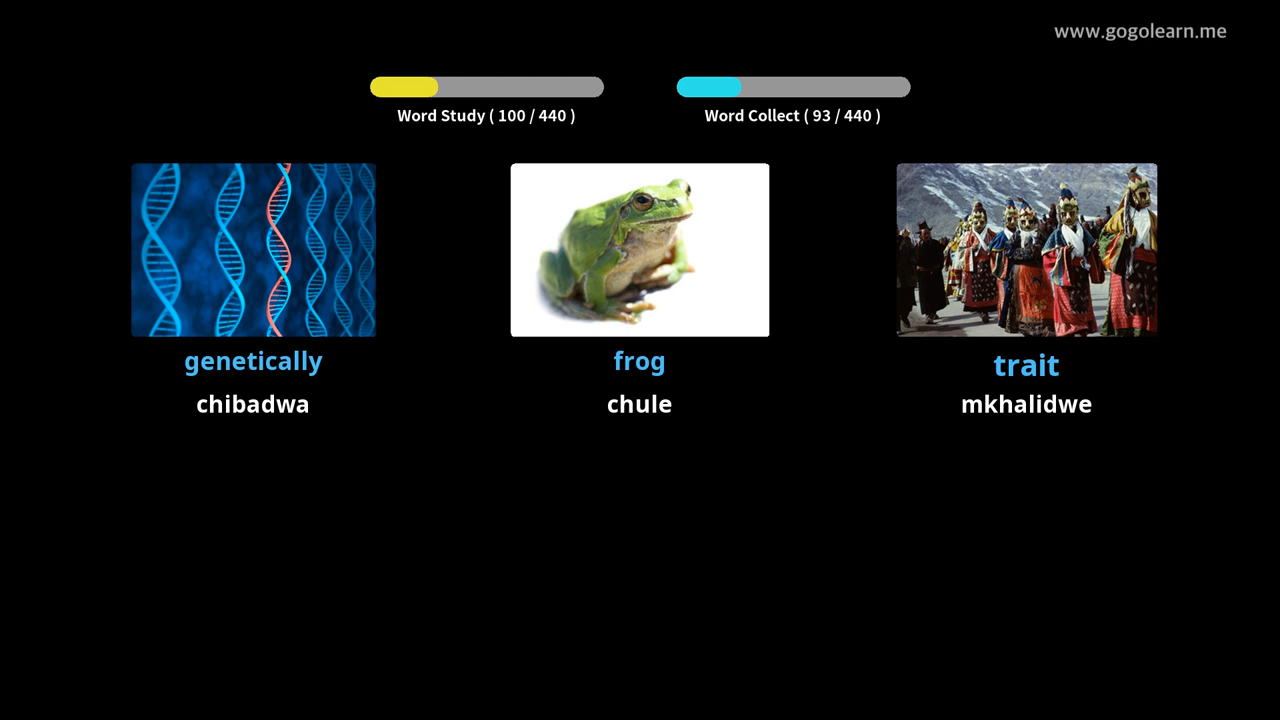 www.gogolearn.me
Word Study ( 100 / 440 )
Word Collect ( 93 / 440 )
genetically
chibadwa
frog
chule
trait
mkhalidwe